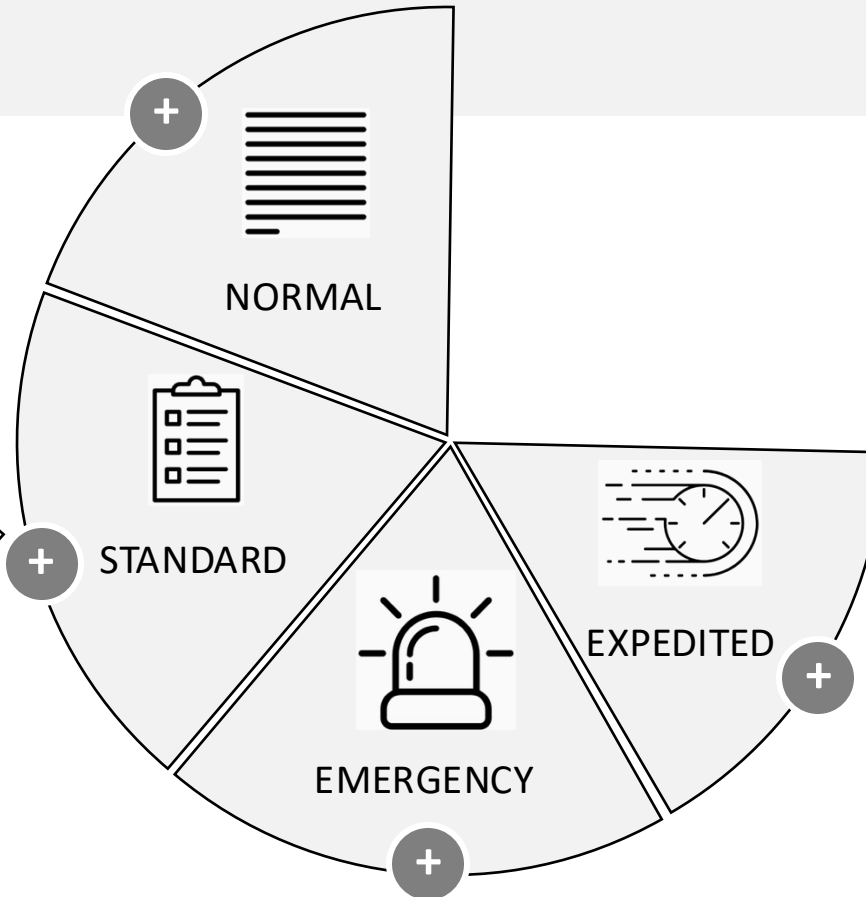 +
NORMAL
STANDARD
+
EXPEDITED
+
EMERGENCY
+